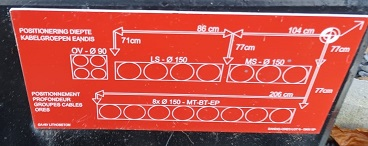 POSITIONERING DIEPTE
KABELGROEPEN EANDIS
86 cm
104 cm
OV - Ø 90
71cm
77cm
77cm
LS - Ø 150
MS - Ø 150
POSITIONNEMENT
PROFONDEUR
GROUPES CABLES
ORES
206 cm
77cm
8x Ø 150 - MT-BT-EP